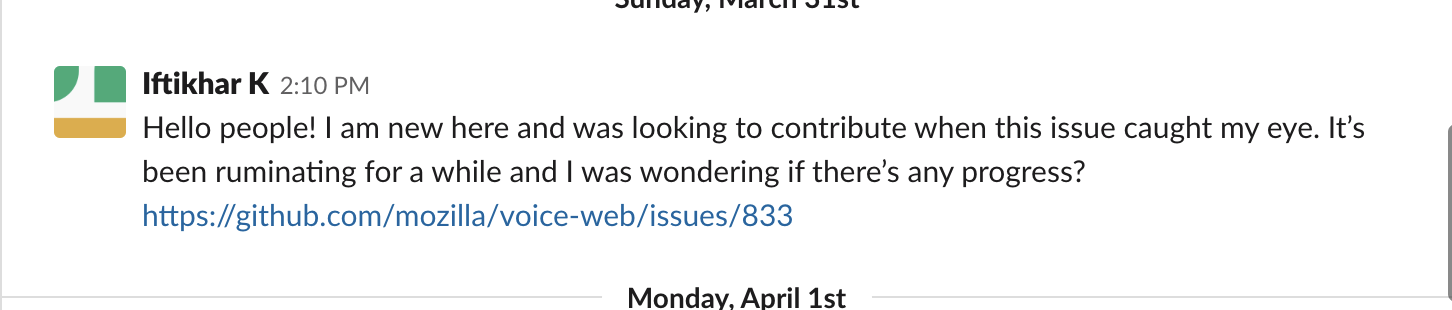 Sunday, March 31st
Iftikhar K 2:10 PM
Hello people! I am new here and was looking to contribute when this issue caught my eye. It’s
been ruminating for a while and I was wondering if there’s any progress?
https://github.com/mozilla/voice-web/issues/833
Monday, April 1st